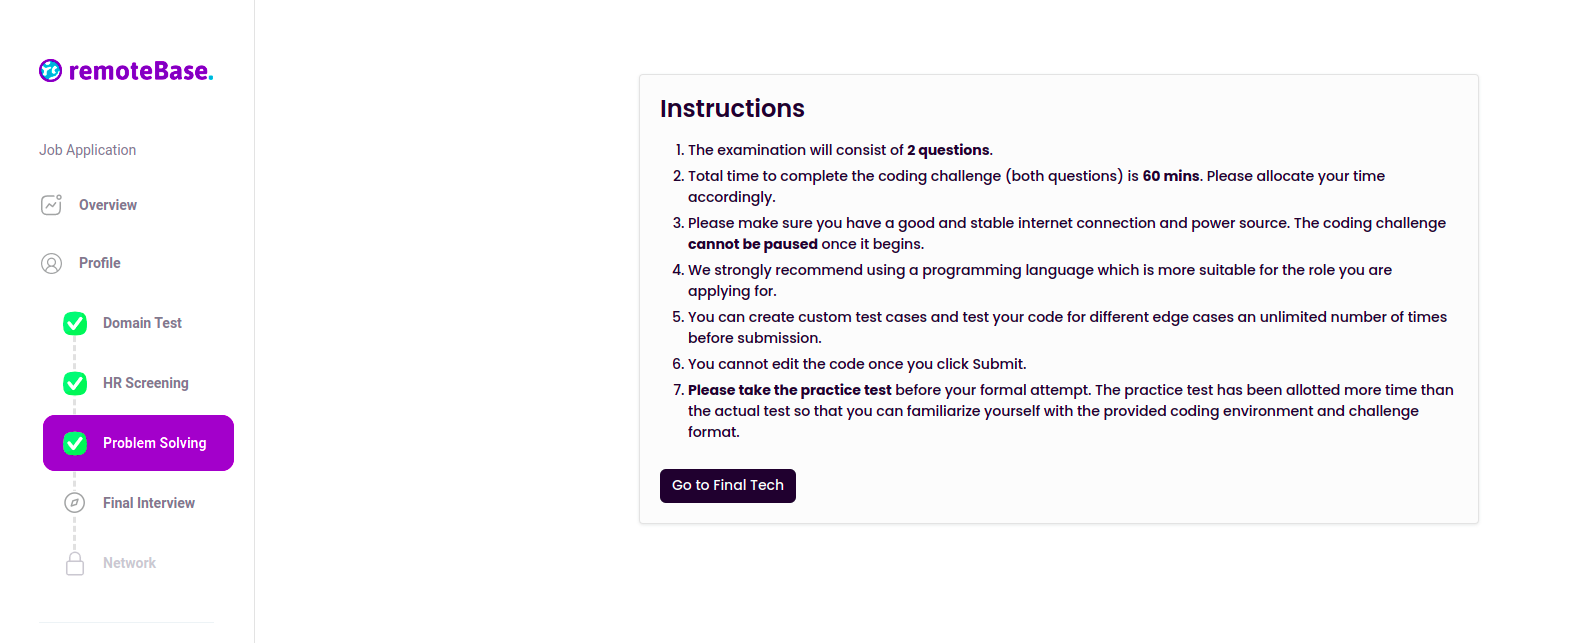 remoteBase.
Job Application
Overview
Profile
Domain Test
HR Screening
Problem Solving
Final Interview
Network
Instructions
1. The examination will consist of 2 questions.
2. Total time to complete the coding challenge (both questions) is 60 mins. Please allocate your time
accordingly.
3. Please make sure you have a good and stable internet connection and power source. The coding challenge
cannot be paused once it begins.
4. We strongly recommend using a programming language which is more suitable for the role you are
applying for.
5. You can create custom test cases and test your code for different edge cases an unlimited number of times
before submission.
6. You cannot edit the code once you click Submit.
7. Please take the practice test before your formal attempt. The practice test has been allotted more time than
the actual test so that you can familiarize yourself with the provided coding environment and challenge
format.
Go to Final Tech